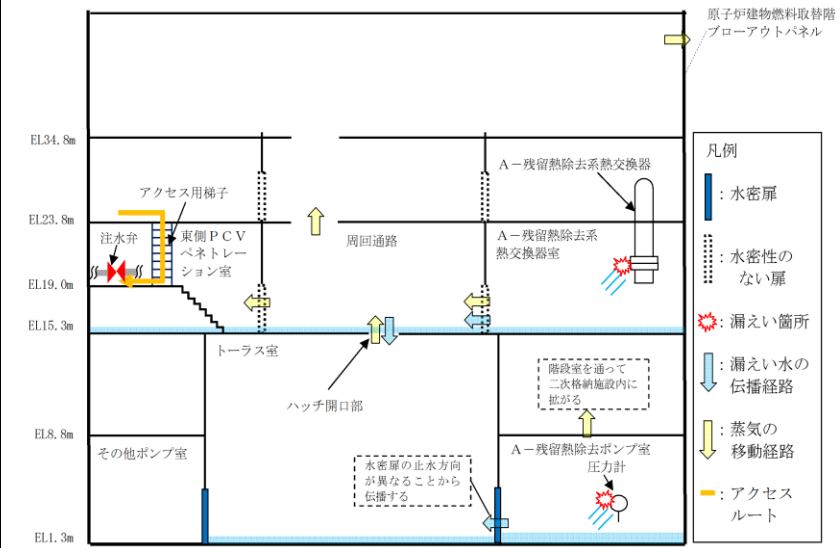 原子炉建物燃料取替階
ブローアウトパネル
EL34.8m
A－残留熱除去系熱交換器
アクセス用梯子
EL23.8m
注水弁
東側PCV
ペネトレー
ション室
周回通路
A－残留熱除去系
熱交換器室
EL19.0m
EL15.3m
トーラス室
ハッチ開口部
階段室を通って
二次格納施設内に
拡がる
EL8.8m
その他ポンプ室
A－残留熱除去ポンプ室
圧力計
水密扉の止水方向
が異なることから
伝播する
EL1.3m
凡例
：水密扉
：水密性の
ない扉
：漏えい箇所
：漏えい水の
伝播経路
：蒸気の
移動経路
：アクセス
ルート